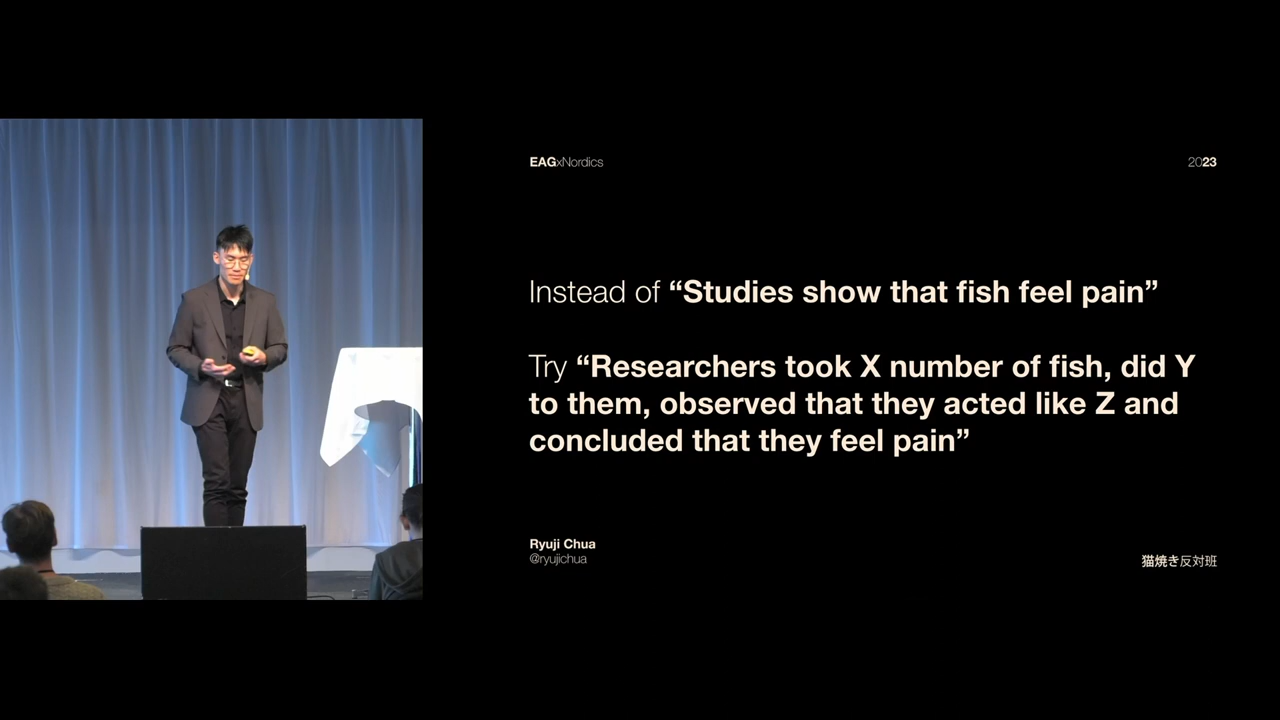 EAGxNordics
2023
Instead of “Studies show that fish feel pain”
Try “Researchers took X number of fish, did Y
to them, observed that they acted like Z and
concluded that they feel pain”
Ryuji Chua
@ryujichua
猫焼き反対班